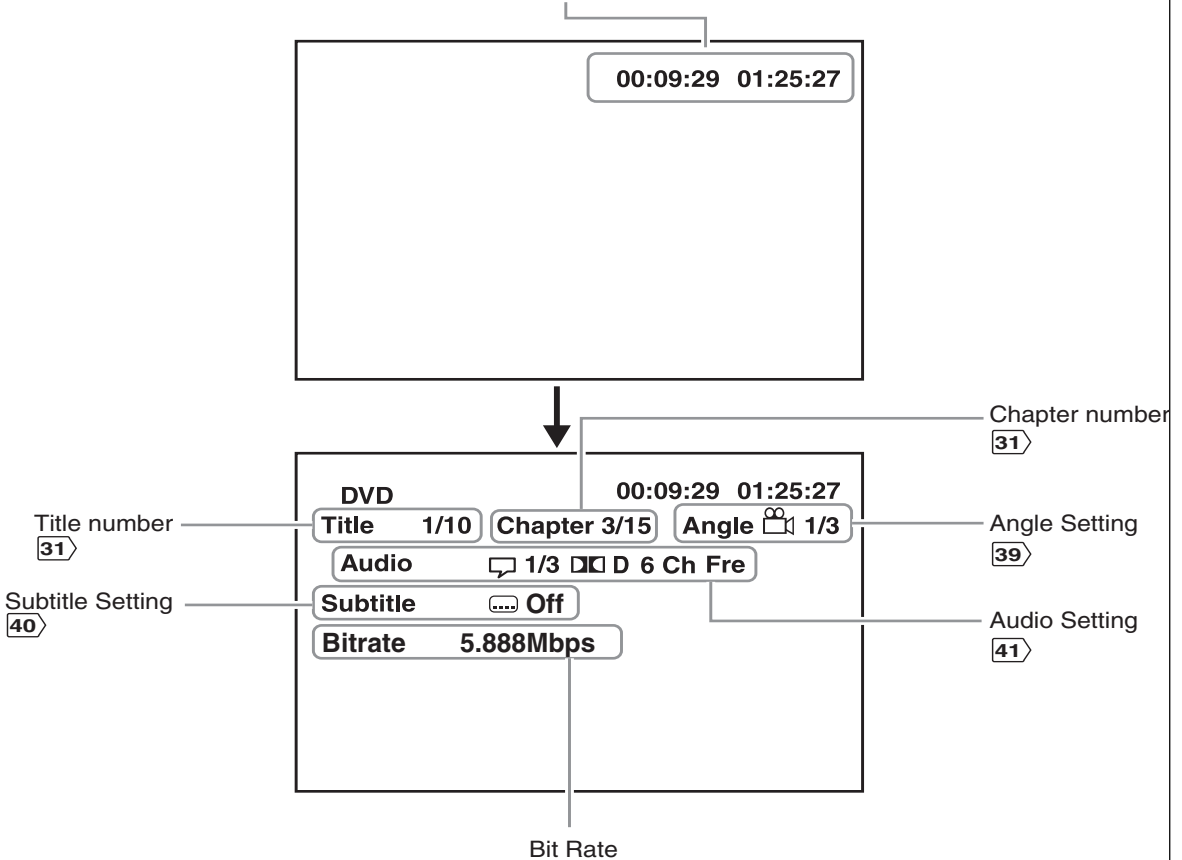 00:09:29 01:25:27
Chapter number
31
DVD 00:09:29 01:25:27
Title number
31
Title 1/10 Chapter 3/15 Angle 1/3
Angle Setting
39
Audio 1/3 D 6 Ch Fre
Subtitle Setting
40
Subtitle Off
Audio Setting
41
Bitrate 5.888Mbps
Bit Rate